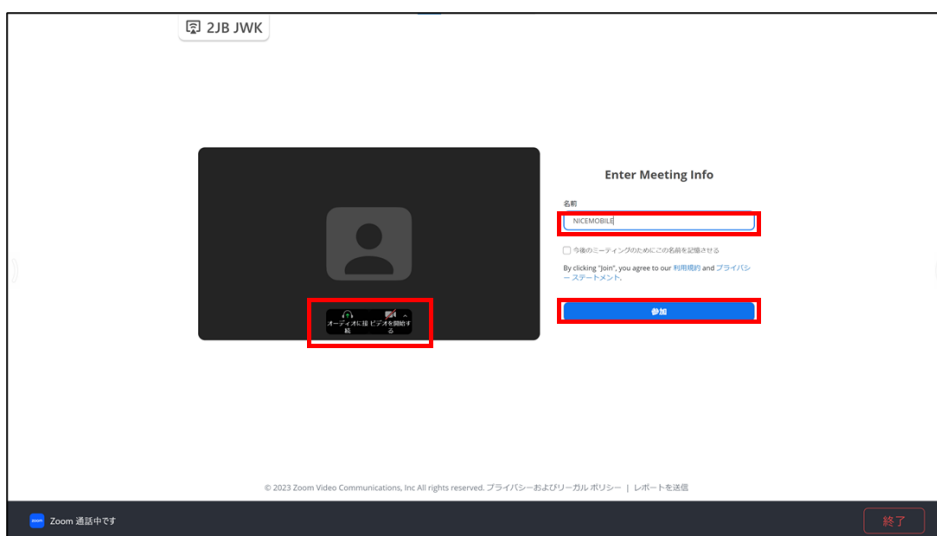 2JB JWK
Enter Meeting Info
名前
NICEMOBILE
今後のミーティングのためにこの名前を記憶させる
By clicking "Join", you agree to our 利用規約 and プライバシ
ー ステートメント.
オーディオに接
続
ビデオを開始す
る
参加
© 2023 Zoom Video Communications, Inc All rights reserved. プライバシーおよびリーガル ポリシー | レポートを送信
zoom
Zoom 通話中です
終了